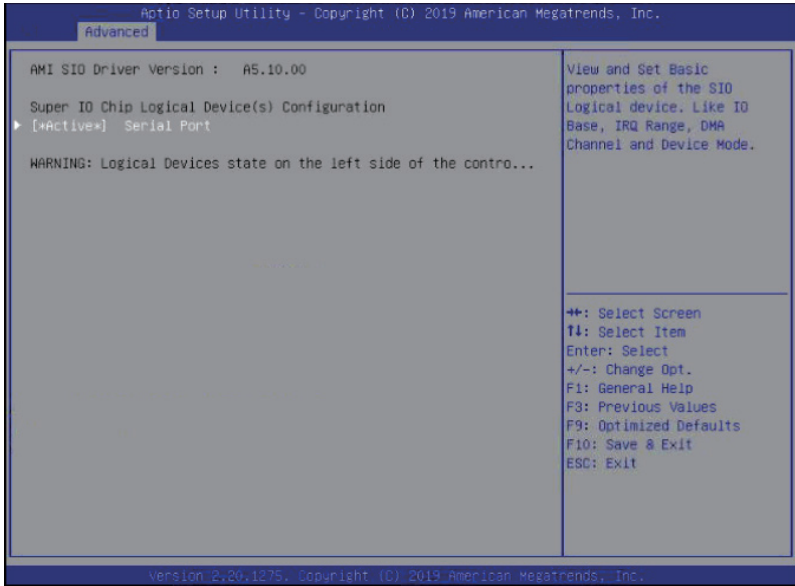 Aptio Setup Utility - Copyright (C) 2019 American Megatrends, Inc.
Advanced
AMI SIO Driver Version : A5.10.00
Super IO Chip Logical Device(s) Configuration
[*Active*] Serial Port
WARNING: Logical Devices state on the left side of the contro...
View and Set Basic
properties of the SIO
Logical device. Like IO
Base, IRQ Range, DMA
Channel and Device Mode.
→←: Select Screen
↑↓: Select Item
Enter: Select
+/-: Change Opt.
F1: General Help
F3: Previous Values
F9: Optimized Defaults
F10: Save & Exit
ESC: Exit
Version 2.20.1275. Copyright (C) 2019 American Megatrends, Inc.